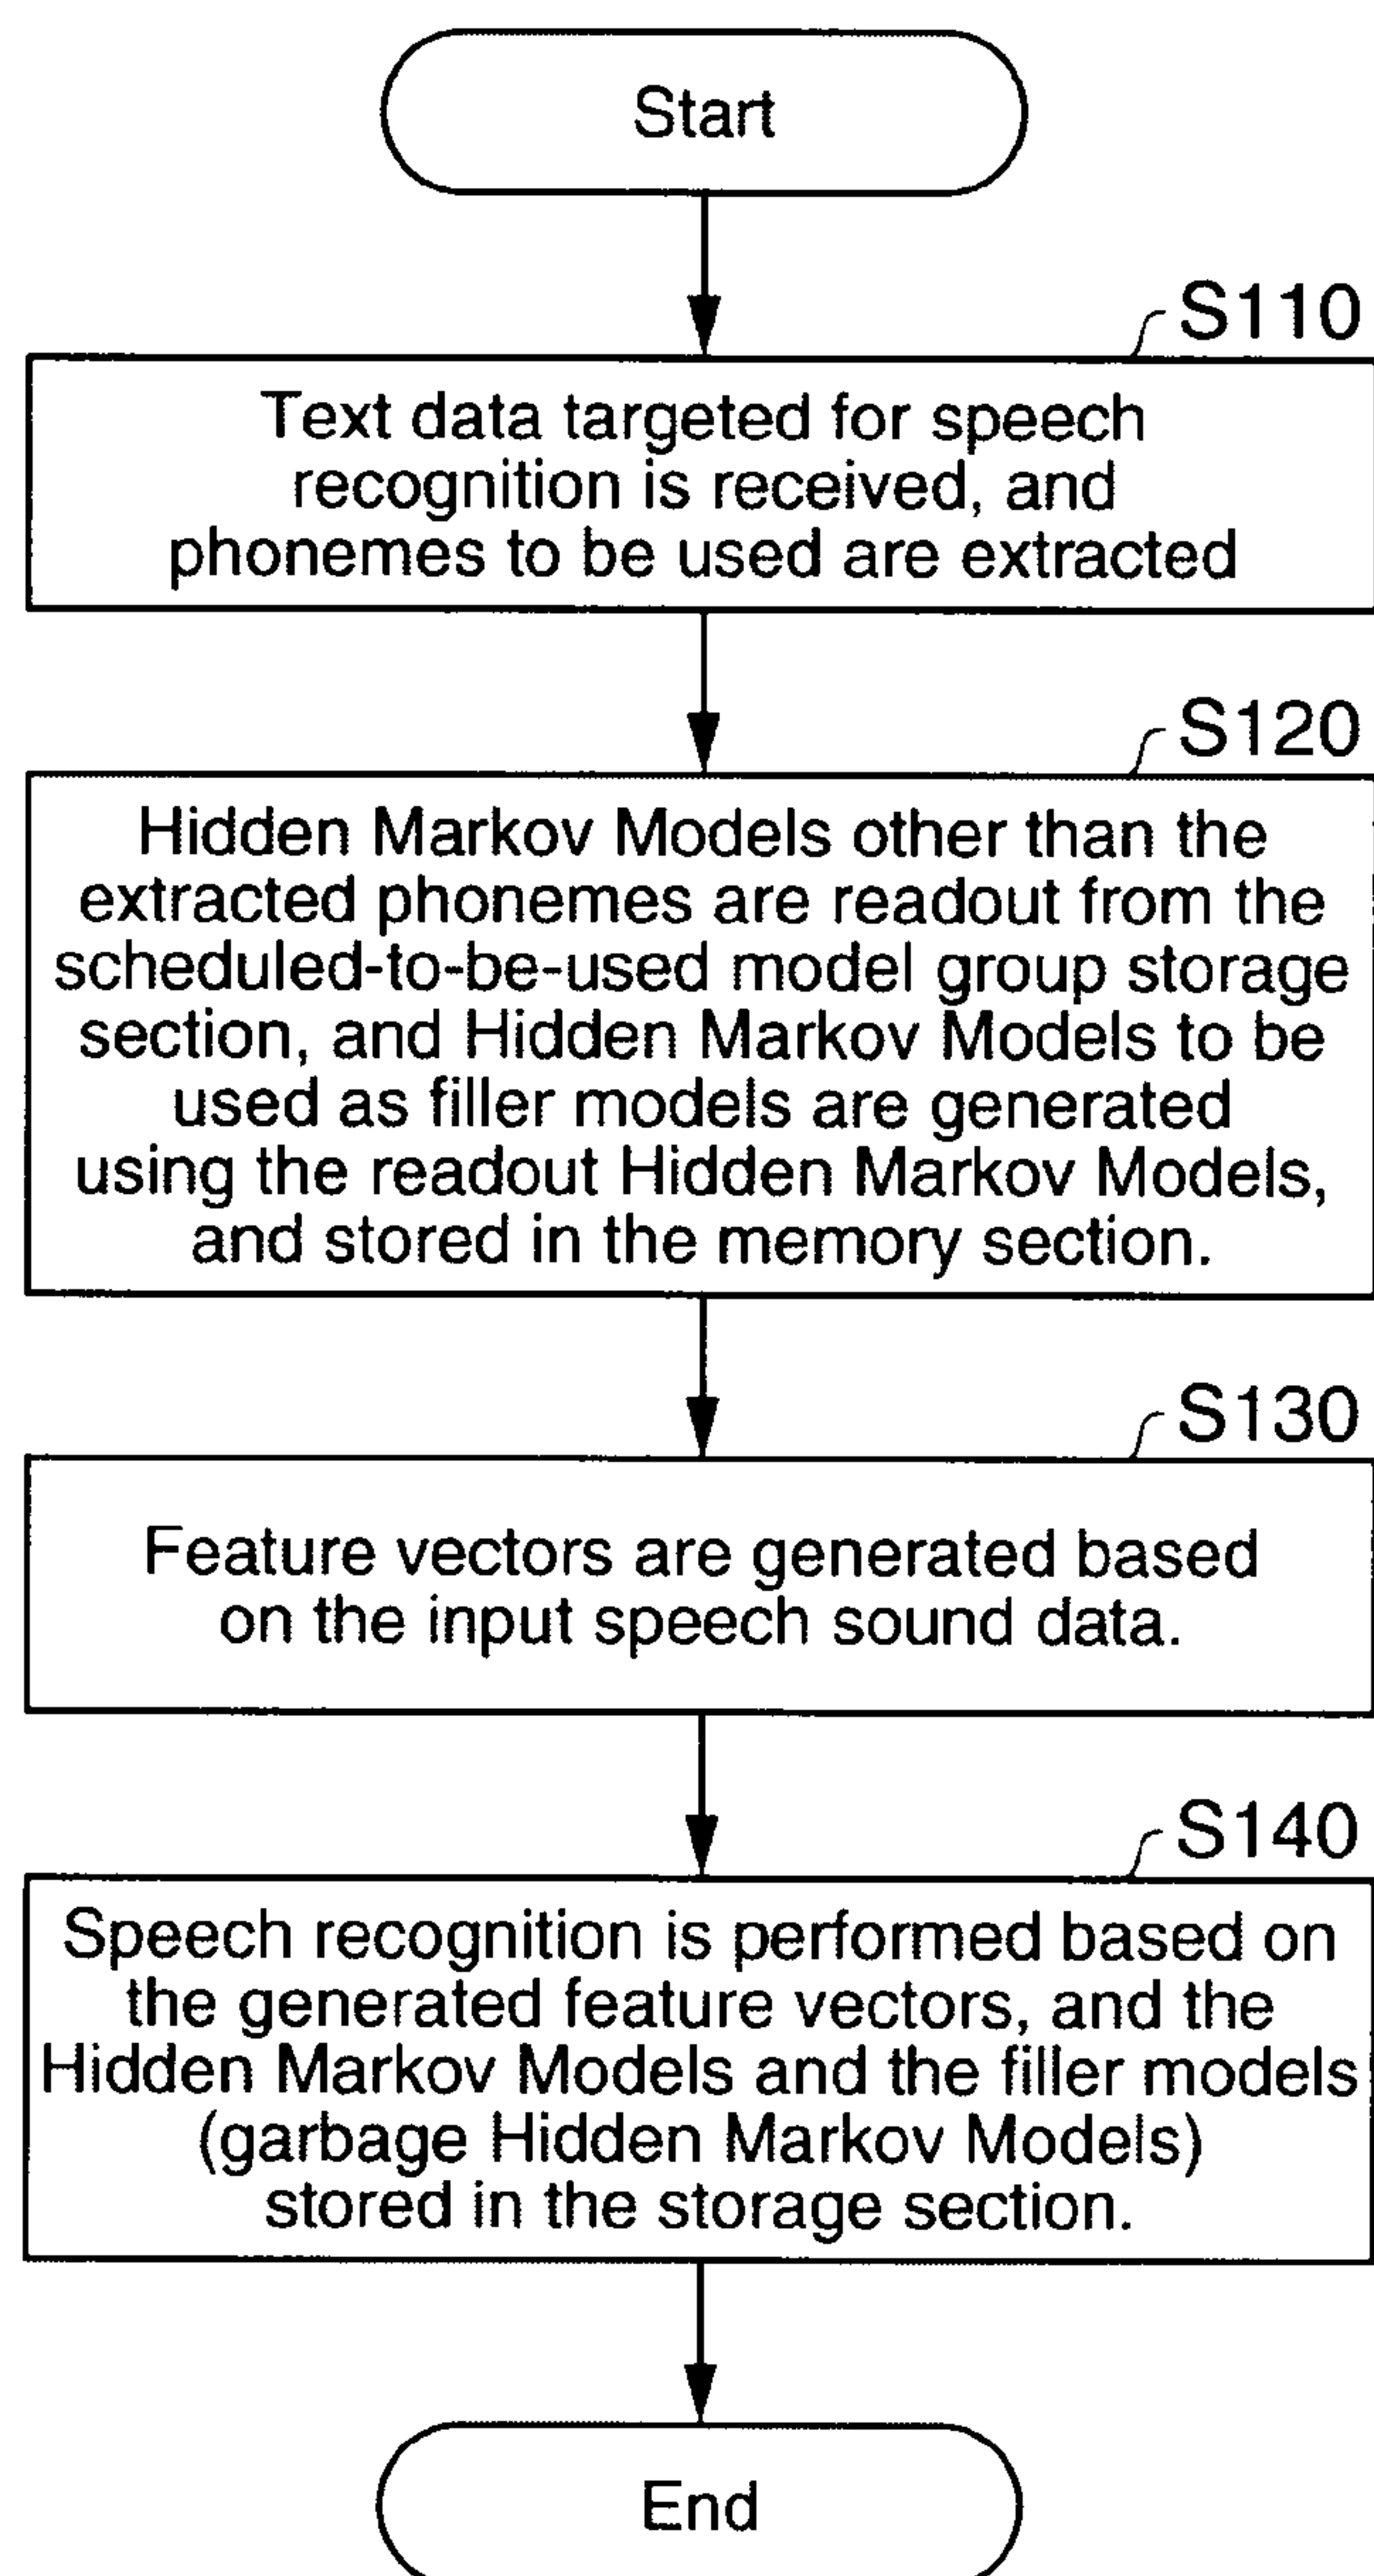 Start
S110
Text data targeted for speech
recognition is received, and
phonemes to be used are extracted
S120
Hidden Markov Models other than the
extracted phonemes are readout from the
scheduled-to-be-used model group storage
section, and Hidden Markov Models to be
used as filler models are generated
using the readout Hidden Markov Models,
and stored in the memory section.
S130
Feature vectors are generated based
on the input speech sound data.
S140
Speech recognition is performed based on
the generated feature vectors, and the
Hidden Markov Models and the filler models
(garbage Hidden Markov Models)
stored in the storage section.
End